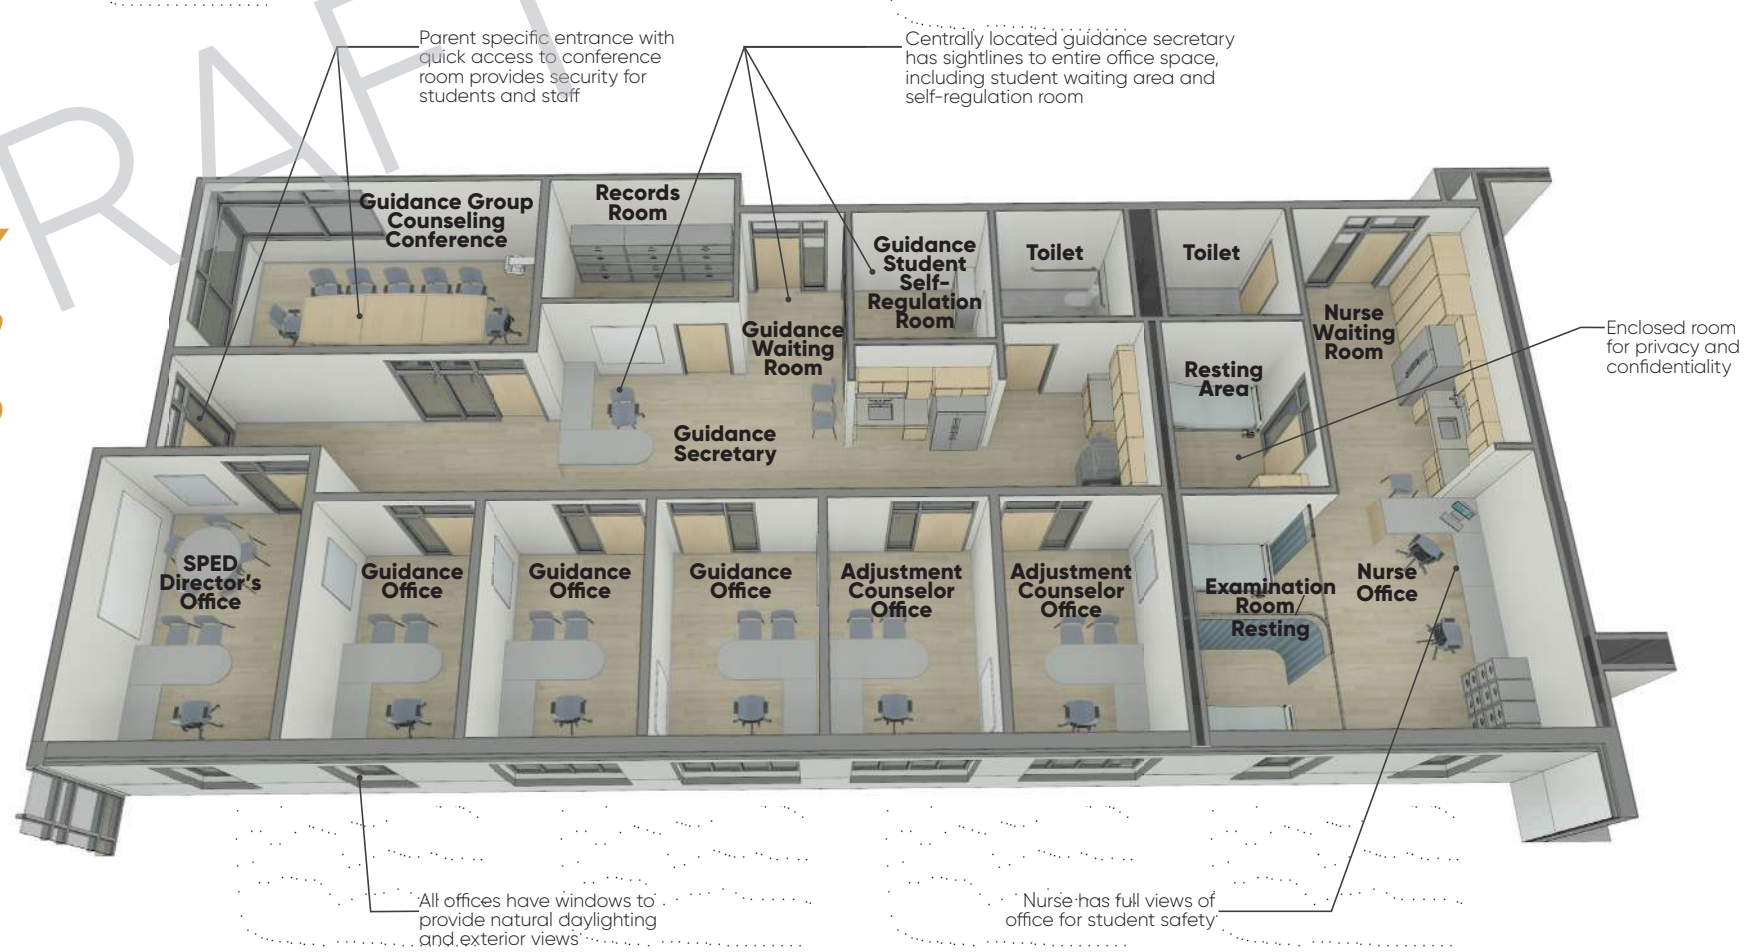 RAFT
Parent specific entrance with
quick access to conference
room provides security for
students and staff
Centrally located guidance secretary
has sightlines to entire office space,
including student waiting area and
self-regulation room
Guidance Group
Counseling
Conference
Records
Room
Guidance
Student
Self-
Regulation
Room
Toilet
Toilet
Guidance
Waiting
Room
Nurse
Waiting
Room
Enclosed room
for privacy and
confidentiality
Resting
Area
Guidance
Secretary
SPED
Director's
Office
Guidance
Office
Guidance
Office
Guidance
Office
Adjustment
Counselor
Office
Adjustment
Counselor
Office
Examination
Room
Resting
Nurse
Office
All offices have windows to
provide natural daylighting
and exterior views
Nurse has full views of
office for student safety